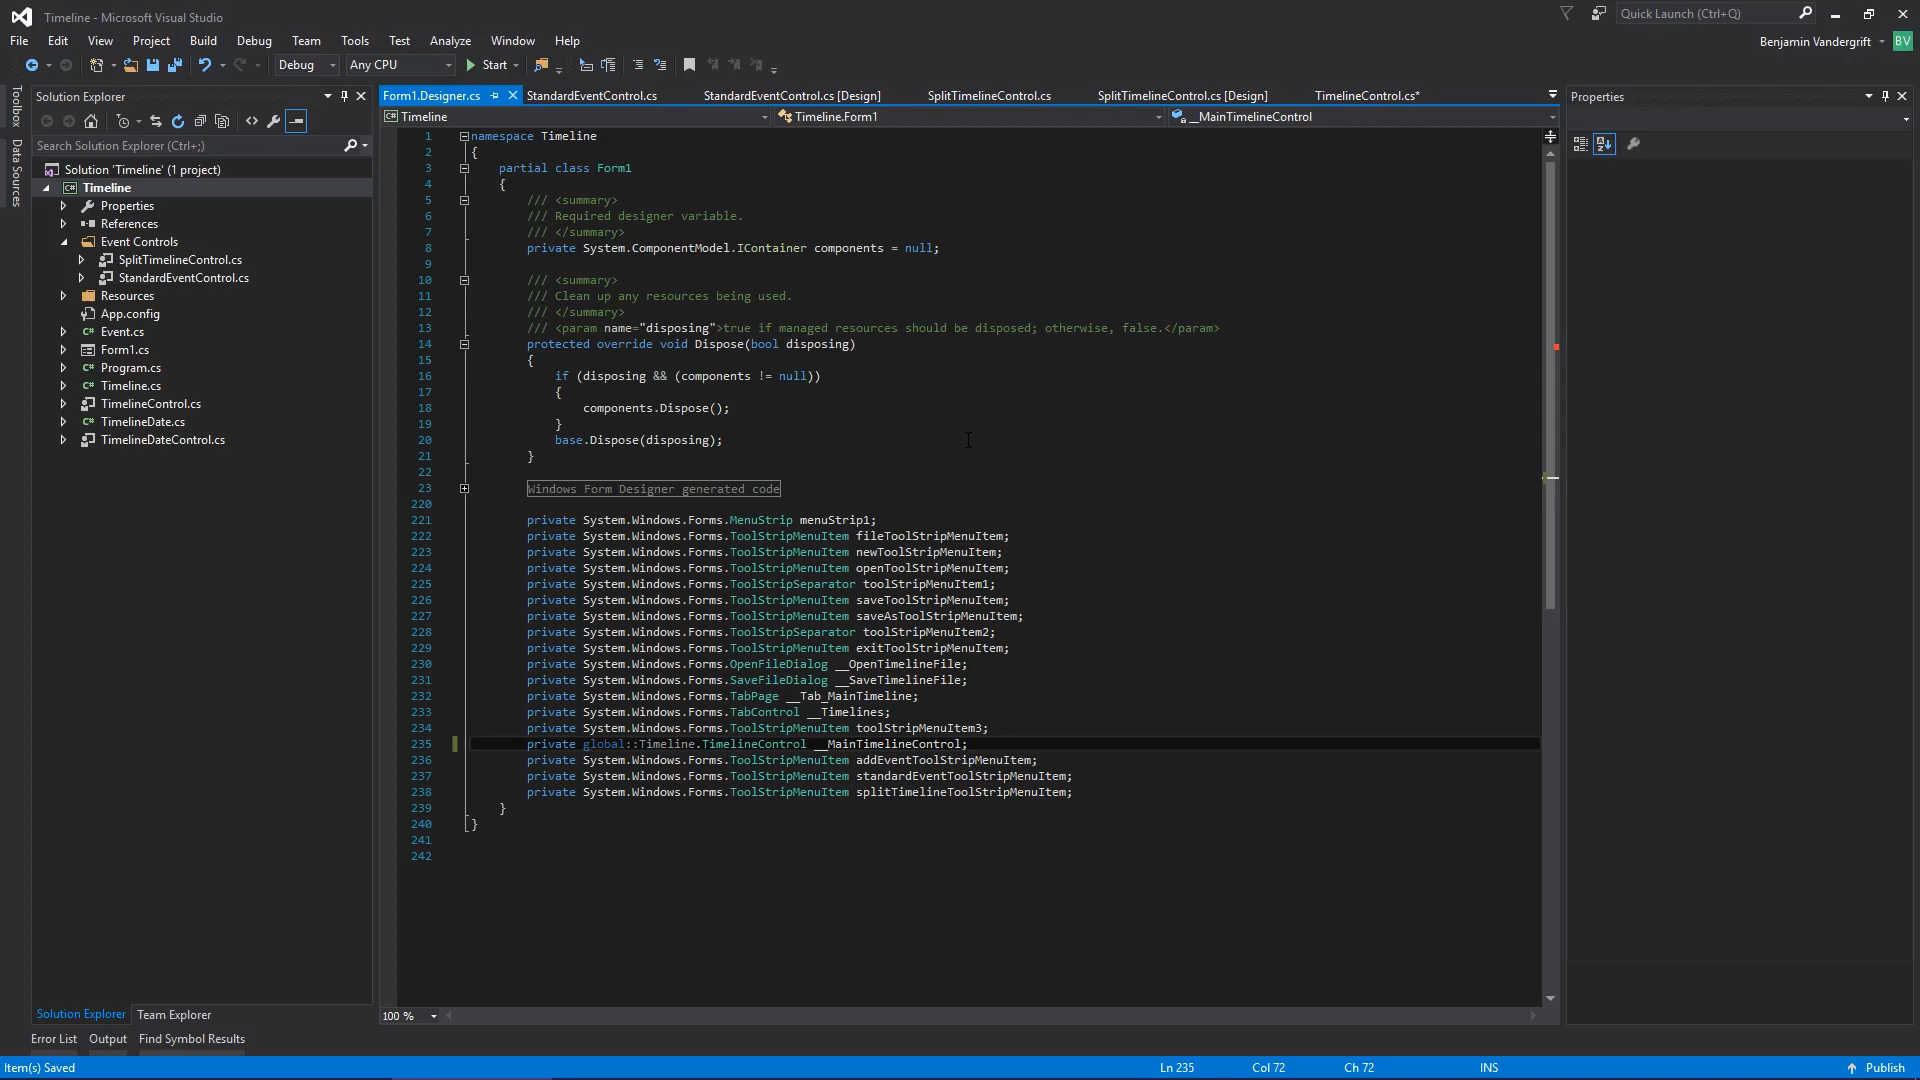 Timeline - Microsoft Visual Studio
Quick Launch (Ctrl+Q)
File Edit View Project Build Debug Team Tools Test Analyze Window Help
Benjamin Vandergrift BV
Debug Any CPU Start
Toolbox
Data Sources
Solution Explorer
Search Solution Explorer (Ctrl+;)
Solution 'Timeline' (1 project)
C# Timeline
Properties
References
Event Controls
SplitTimelineControl.cs
StandardEventControl.cs
Resources
App.config
C# Event.cs
Form1.cs
C# Program.cs
C# Timeline.cs
TimelineControl.cs
C# TimelineDate.cs
TimelineDateControl.cs
Solution Explorer Team Explorer
Form1.Designer.cs StandardEventControl.cs StandardEventControl.cs [Design] SplitTimelineControl.cs SplitTimelineControl.cs [Design] TimelineControl.cs*
C# Timeline Timeline.Form1 __MainTimelineControl
1 namespace Timeline
2 {
3 partial class Form1
4 {
5 /// <summary>
6 /// Required designer variable.
7 /// </summary>
8 private System.ComponentModel.IContainer components = null;
9
10 /// <summary>
11 /// Clean up any resources being used.
12 /// </summary>
13 /// <param name="disposing">true if managed resources should be disposed; otherwise, false.</param>
14 protected override void Dispose(bool disposing)
15 {
16 if (disposing && (components != null))
17 {
18 components.Dispose();
19 }
20 base.Dispose(disposing);
21 }
22
23 Windows Form Designer generated code
220
221 private System.Windows.Forms.MenuStrip menuStrip1;
222 private System.Windows.Forms.ToolStripMenuItem fileToolStripMenuItem;
223 private System.Windows.Forms.ToolStripMenuItem newToolStripMenuItem;
224 private System.Windows.Forms.ToolStripMenuItem openToolStripMenuItem;
225 private System.Windows.Forms.ToolStripSeparator toolStripMenuItem1;
226 private System.Windows.Forms.ToolStripMenuItem saveToolStripMenuItem;
227 private System.Windows.Forms.ToolStripMenuItem saveAsToolStripMenuItem;
228 private System.Windows.Forms.ToolStripSeparator toolStripMenuItem2;
229 private System.Windows.Forms.ToolStripMenuItem exitToolStripMenuItem;
230 private System.Windows.Forms.OpenFileDialog __OpenTimelineFile;
231 private System.Windows.Forms.SaveFileDialog __SaveTimelineFile;
232 private System.Windows.Forms.TabPage __Tab_MainTimeline;
233 private System.Windows.Forms.TabControl __Timelines;
234 private System.Windows.Forms.ToolStripMenuItem toolStripMenuItem3;
235 private global::Timeline.TimelineControl __MainTimelineControl;
236 private System.Windows.Forms.ToolStripMenuItem addEventToolStripMenuItem;
237 private System.Windows.Forms.ToolStripMenuItem standardEventToolStripMenuItem;
238 private System.Windows.Forms.ToolStripMenuItem splitTimelineToolStripMenuItem;
239 }
240 }
241
242
100 %
Properties
Error List Output Find Symbol Results
Item(s) Saved Ln 235 Col 72 Ch 72 INS Publish